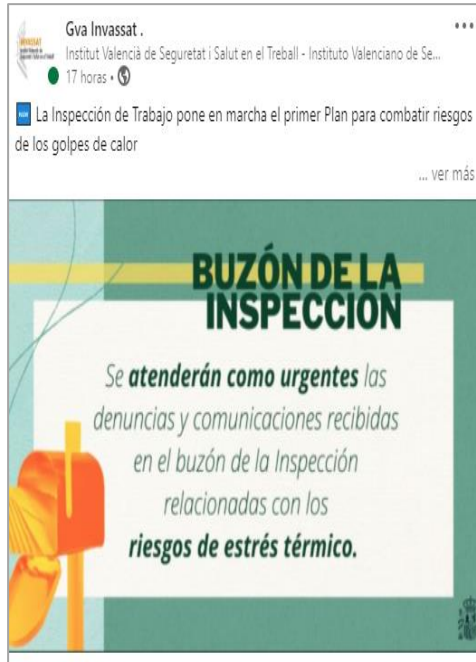 INVASSAT
Gva Invassat .
Institut Valencià de Seguretat i Salut en el Treball - Instituto Valenciano de Se...
17 horas •
La Inspección de Trabajo pone en marcha el primer Plan para combatir riesgos
de los golpes de calor
... ver más
BUZÓN DE LA
INSPECCIÓN
Se atenderán como urgentes las
denuncias y comunicaciones recibidas
en el buzón de la Inspección
relacionadas con los
riesgos de estrés térmico.